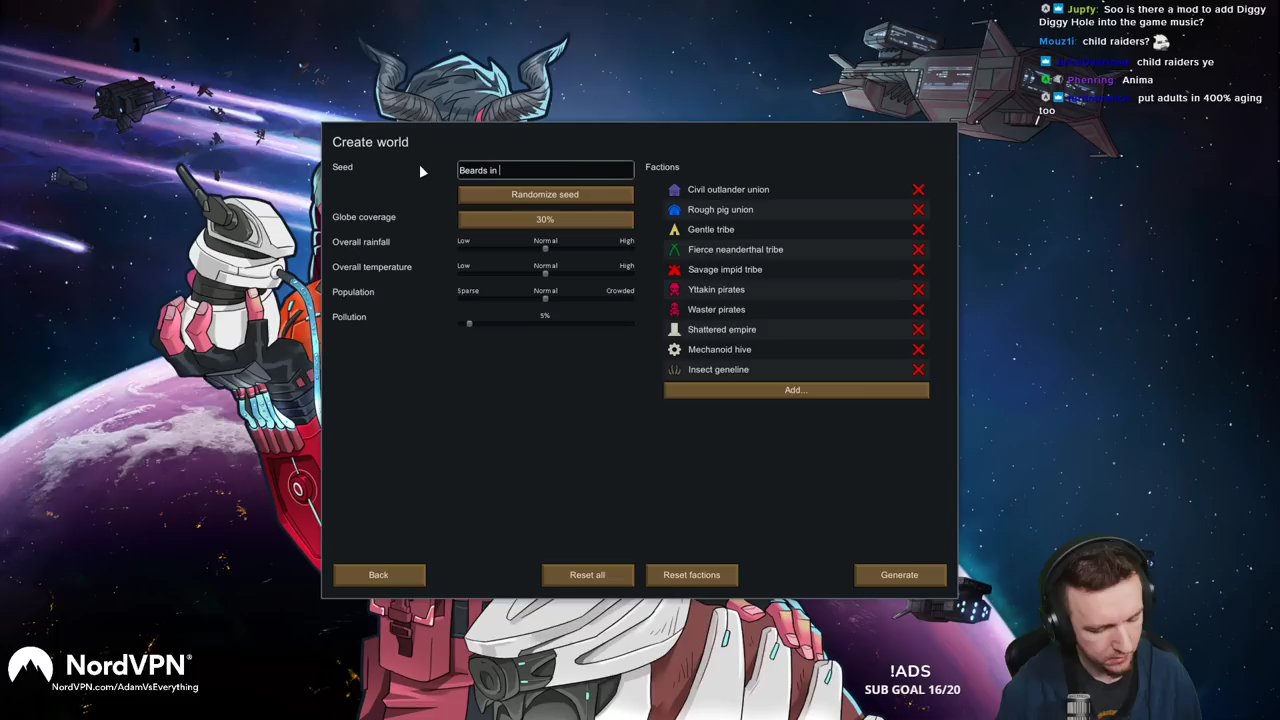 Jupfy: Soo is there a mod to add Diggy
Diggy Hole into the game music?
Mouz1i: child raiders?
child raiders ye
Phenring: Anima
put adults in 400% aging
too
Create world
Seed
Beards in
Randomize seed
Globe coverage
30%
Overall rainfall
Low Normal High
Overall temperature
Low Normal High
Population
Sparse Normal Crowded
Pollution
5%
Factions
Civil outlander union
Rough pig union
Gentle tribe
Fierce neanderthal tribe
Savage impid tribe
Yttakin pirates
Waster pirates
Shattered empire
Mechanoid hive
Insect geneline
Add...
Back
Reset all
Reset factions
Generate
NordVPN®
NordVPN.com/AdamVsEverything
!ADS
SUB GOAL 16/20